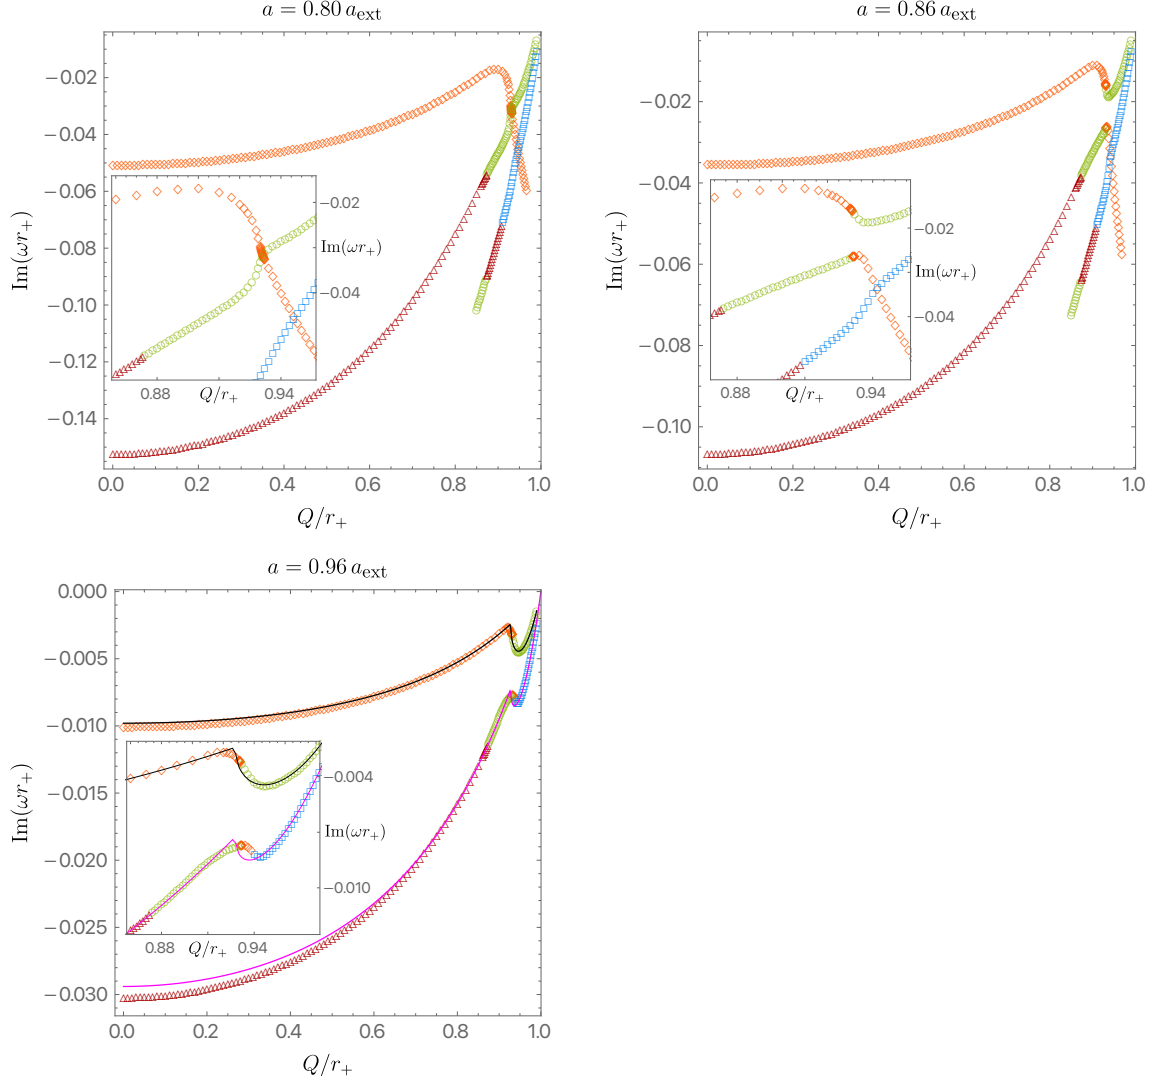 a = 0.80 a_ext
−0.02
−0.04
−0.06
−0.08
−0.10
−0.12
−0.14
Im(ωr₊)
0.0 0.2 0.4 0.6 0.8 1.0
Q/r₊
−0.02
Im(ωr₊)
−0.04
0.88 Q/r₊ 0.94
a = 0.86 a_ext
−0.02
−0.04
−0.06
−0.08
−0.10
Im(ωr₊)
0.0 0.2 0.4 0.6 0.8 1.0
Q/r₊
−0.02
Im(ωr₊)
−0.04
0.88 Q/r₊ 0.94
a = 0.96 a_ext
0.000
−0.005
−0.010
−0.015
−0.020
−0.025
−0.030
Im(ωr₊)
0.0 0.2 0.4 0.6 0.8 1.0
Q/r₊
−0.004
Im(ωr₊)
−0.010
0.88 Q/r₊ 0.94